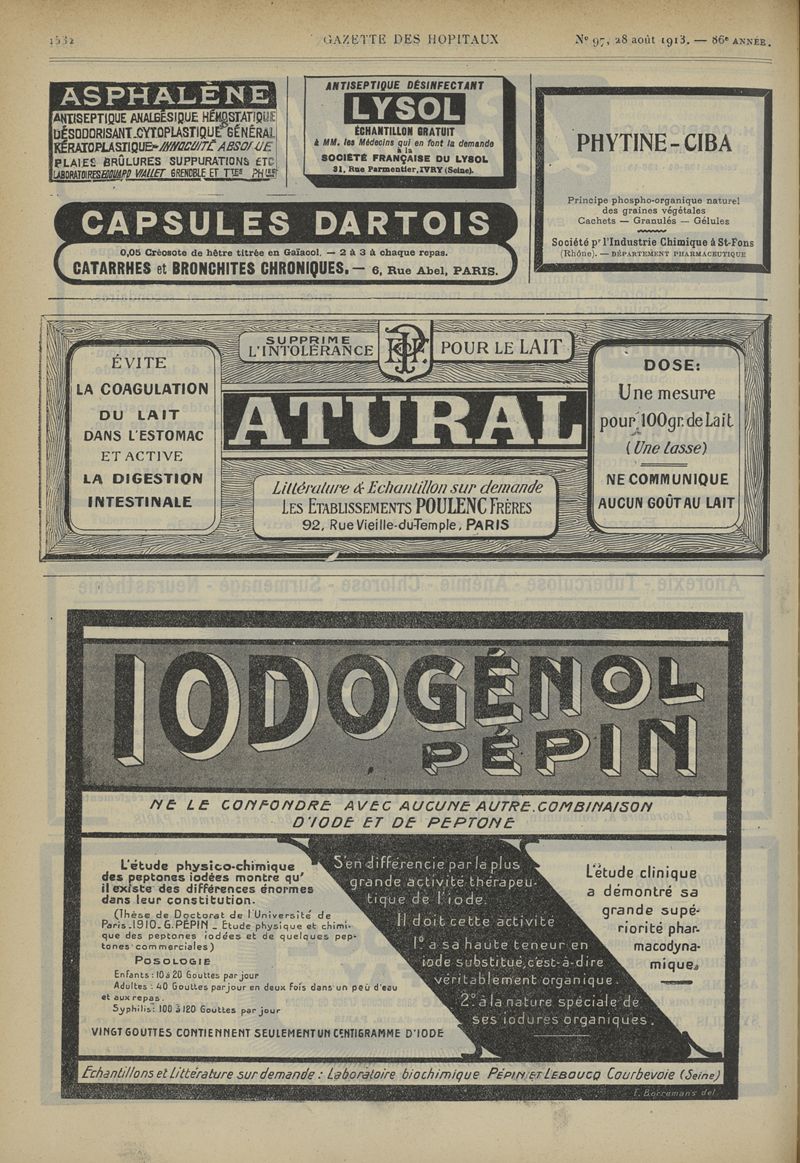 1532
GAZETTE DES HOPITAUX
Nº 97, 28 août 1913. — 86e ANNÉE.
ASPHALÈNE
ANTISEPTIQUE ANALGÉSIQUE HÉMOSTATIQUE
DÉSODORISANT.CYTOPLASTIQUE GÉNÉRAL
KÉRATOPLASTIQUE-INNOCUITÉ ABSOLUE
PLAIES BRÛLURES SUPPURATIONS ETC
LABORATOIRES EDOUARD VIALLET GRENOBLE ET TTES PHIES
ANTISEPTIQUE DÉSINFECTANT
LYSOL
ÉCHANTILLON GRATUIT
à MM. les Médecins qui en font la demande
à la
SOCIÉTÉ FRANÇAISE DU LYSOL
31, Rue Parmentier, IVRY (Seine).
PHYTINE-CIBA
Principe phospho-organique naturel
des graines végétales
Cachets — Granulés — Gélules
Société pr l'Industrie Chimique à St-Fons
(Rhône). — DÉPARTEMENT PHARMACEUTIQUE
CAPSULES DARTOIS
0,05 Créosote de hêtre titrée en Gaïacol. — 2 à 3 à chaque repas.
CATARRHES et BRONCHITES CHRONIQUES. — 6, Rue Abel, PARIS.
ÉVITE
LA COAGULATION
DU LAIT
DANS L'ESTOMAC
ET ACTIVE
LA DIGESTION
INTESTINALE
SUPPRIME
L'INTOLÉRANCE
POUR LE LAIT
ATURAL
Littérature & Echantillon sur demande
LES ETABLISSEMENTS POULENC FRÈRES
92, Rue Vieille-du-Temple, PARIS
DOSE:
Une mesure
pour 100gr. de Lait
(Une tasse)
NE COMMUNIQUE
AUCUN GOÛT AU LAIT
IODOGÉNOL
PÉPIN
NE LE CONFONDRE AVEC AUCUNE AUTRE.COMBINAISON
D'IODE ET DE PEPTONE
L'étude physico-chimique
des peptones iodées montre qu'
il existe des différences énormes
dans leur constitution.
(Thèse de Doctorat de l'Université de
Paris.1910_G.PÉPIN _ Etude physique et chimi-
que des peptones iodées et de quelques pep-
tones commerciales)
POSOLOGIE
Enfants : 10 à 20 Gouttes par jour
Adultes : 40 Gouttes par jour en deux fois dans un peu d'eau
et aux repas.
Syphilis: 100 à 120 Gouttes par jour
VINGT GOUTTES CONTIENNENT SEULEMENT UN CENTIGRAMME D'IODE
S'en différencie par la plus
grande activité thérapeu-
tique de l'iode.
Il doit cette activité
1º a sa haute teneur en
iode substitué, c'est-à-dire
véritablement organique.
2º à la nature spéciale de
ses iodures organiques.
L'étude clinique
a démontré sa
grande supé-
riorité phar-
macodyna-
mique.
Echantillons et Littérature sur demande : Laboratoire biochimique PÉPIN ET LEBOUCQ Courbevoie (Seine)
F. Borremans del.